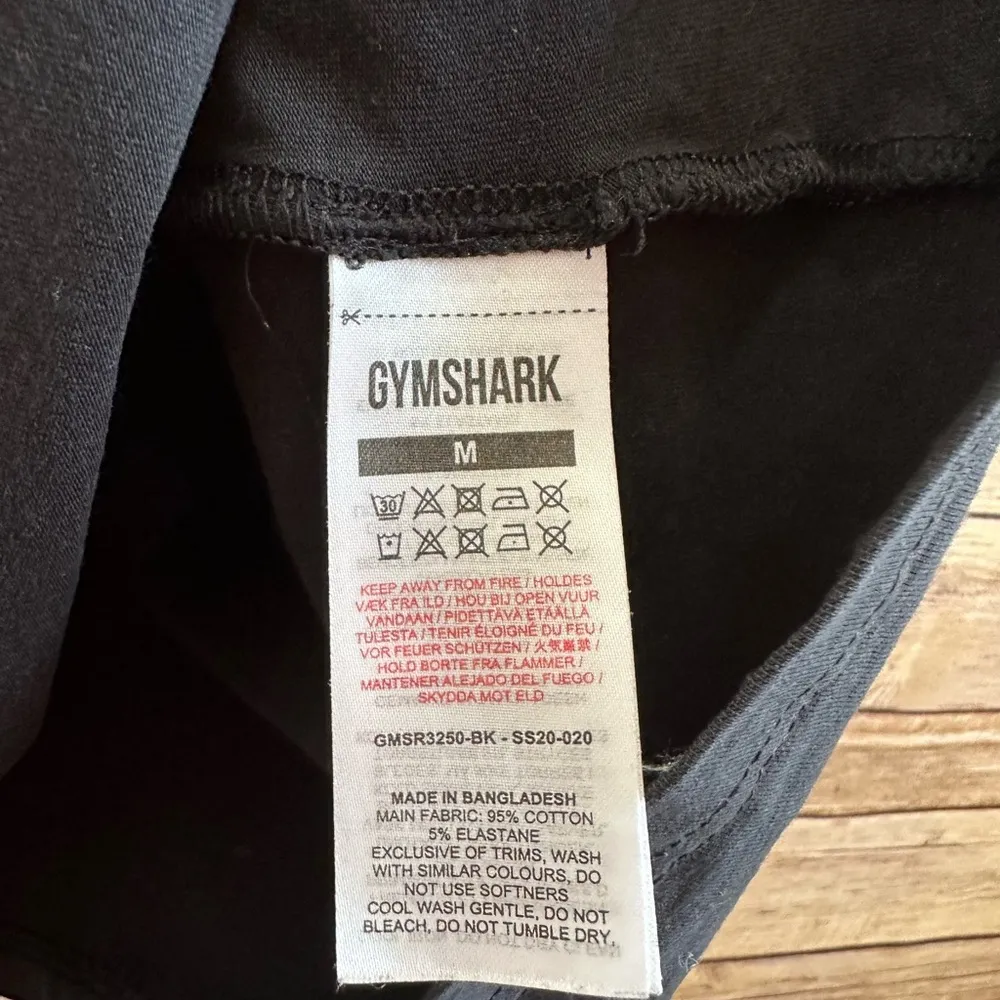 GYMSHARK
M
30
KEEP AWAY FROM FIRE / HOLDES
VÆK FRA ILD / HOU BIJ OPEN VUUR
VANDAAN / PIDETTÄVÄ ETÄÄLLÄ
TULESTA / TENIR ÉLOIGNÉ DU FEU /
VOR FEUER SCHÜTZEN / 火気厳禁 /
HOLD BORTE FRA FLAMMER /
MANTENER ALEJADO DEL FUEGO /
SKYDDA MOT ELD
GMSR3250-BK - SS20-020
MADE IN BANGLADESH
MAIN FABRIC: 95% COTTON
5% ELASTANE
EXCLUSIVE OF TRIMS, WASH
WITH SIMILAR COLOURS, DO
NOT USE SOFTNERS
COOL WASH GENTLE, DO NOT
BLEACH, DO NOT TUMBLE DRY,